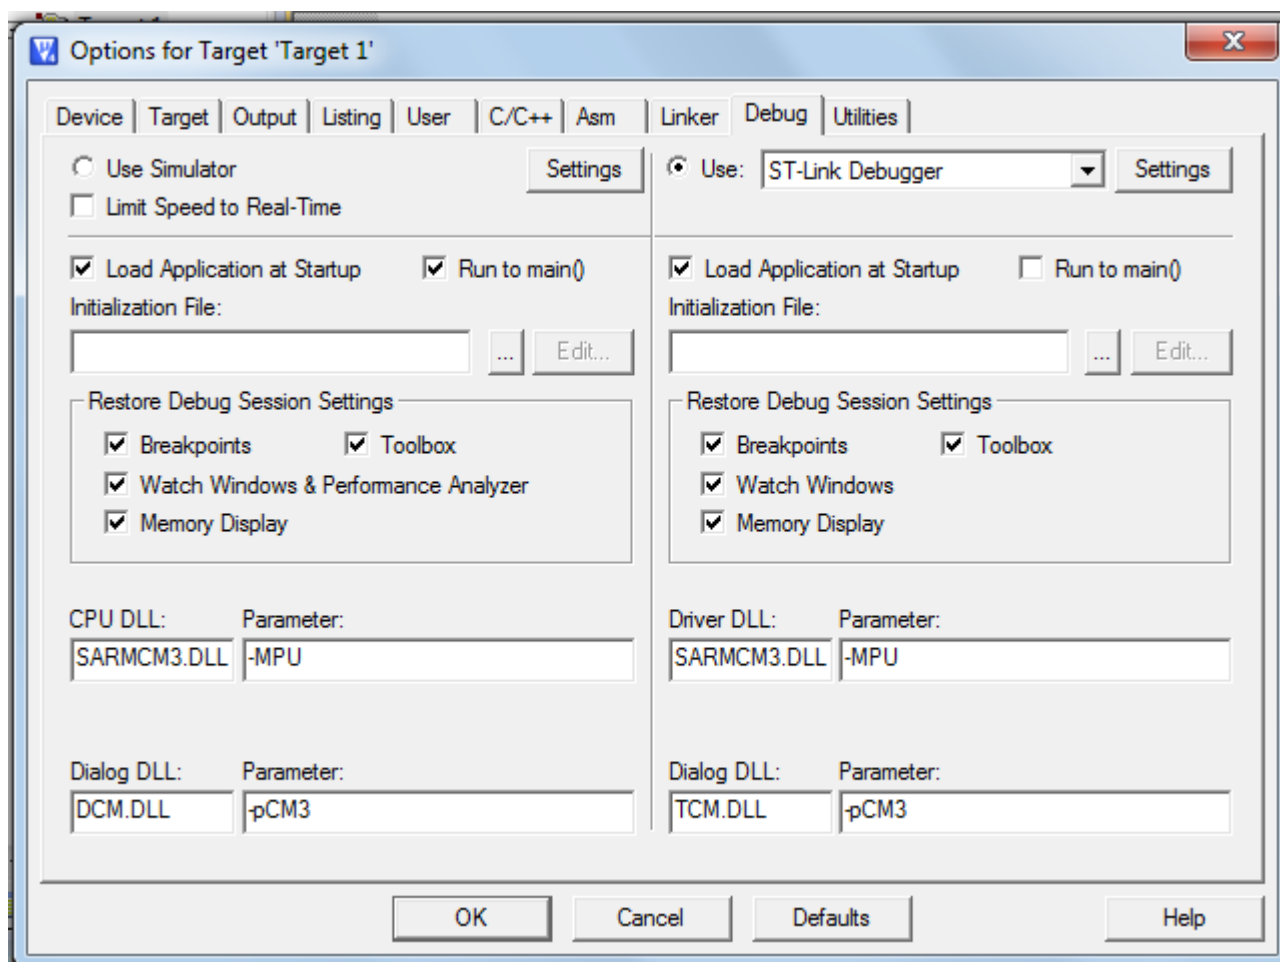 Options for Target 'Target 1'
Device Target Output Listing User C/C++ Asm Linker Debug Utilities
Use Simulator Settings Use: ST-Link Debugger Settings
Limit Speed to Real-Time
Load Application at Startup Run to main() Load Application at Startup Run to main()
Initialization File: Initialization File:
... Edit... ... Edit...
Restore Debug Session Settings Restore Debug Session Settings
Breakpoints Toolbox Breakpoints Toolbox
Watch Windows & Performance Analyzer Watch Windows
Memory Display Memory Display
CPU DLL: Parameter: Driver DLL: Parameter:
SARMCM3.DLL -MPU SARMCM3.DLL -MPU
Dialog DLL: Parameter: Dialog DLL: Parameter:
DCM.DLL -pCM3 TCM.DLL -pCM3
OK Cancel Defaults Help